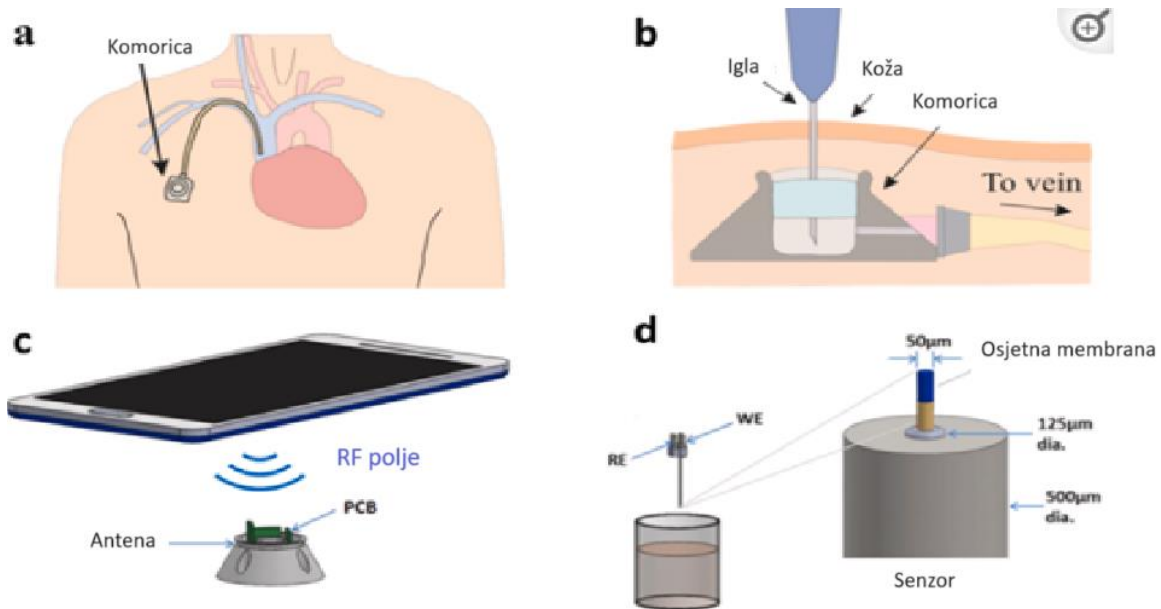 a
Komorica
b
Igla
Koža
Komorica
To vein
c
RF polje
PCB
Antena
d
50µm
Osjetna membrana
WE
RE
125µm
dia.
500µm
dia.
Senzor